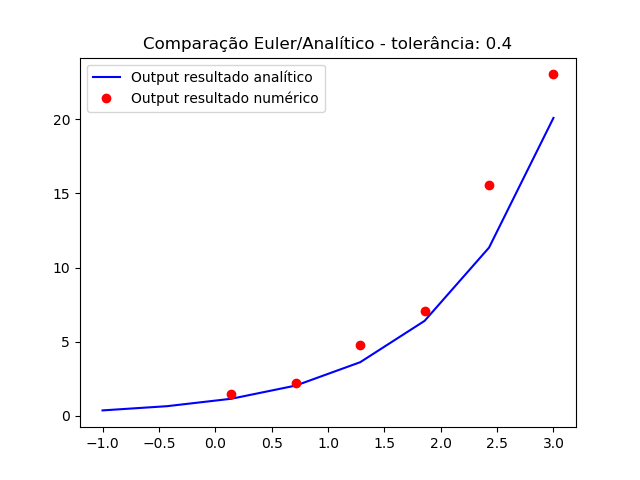 Comparação Euler/Analítico - tolerância: 0.4
Output resultado analítico
Output resultado numérico
20
15
10
5
0
−1.0 −0.5 0.0 0.5 1.0 1.5 2.0 2.5 3.0